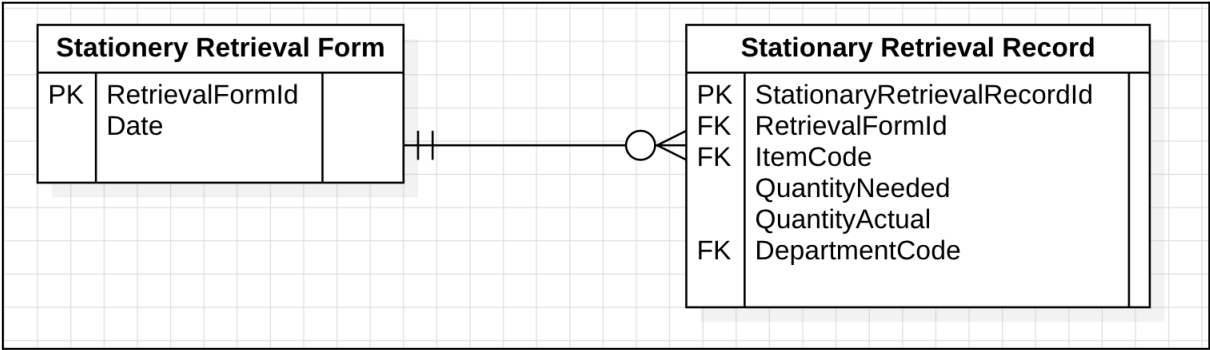 Stationery Retrieval Form
PK RetrievalFormId
Date
Stationary Retrieval Record
PK StationaryRetrievalRecordId
FK RetrievalFormId
FK ItemCode
QuantityNeeded
QuantityActual
FK DepartmentCode